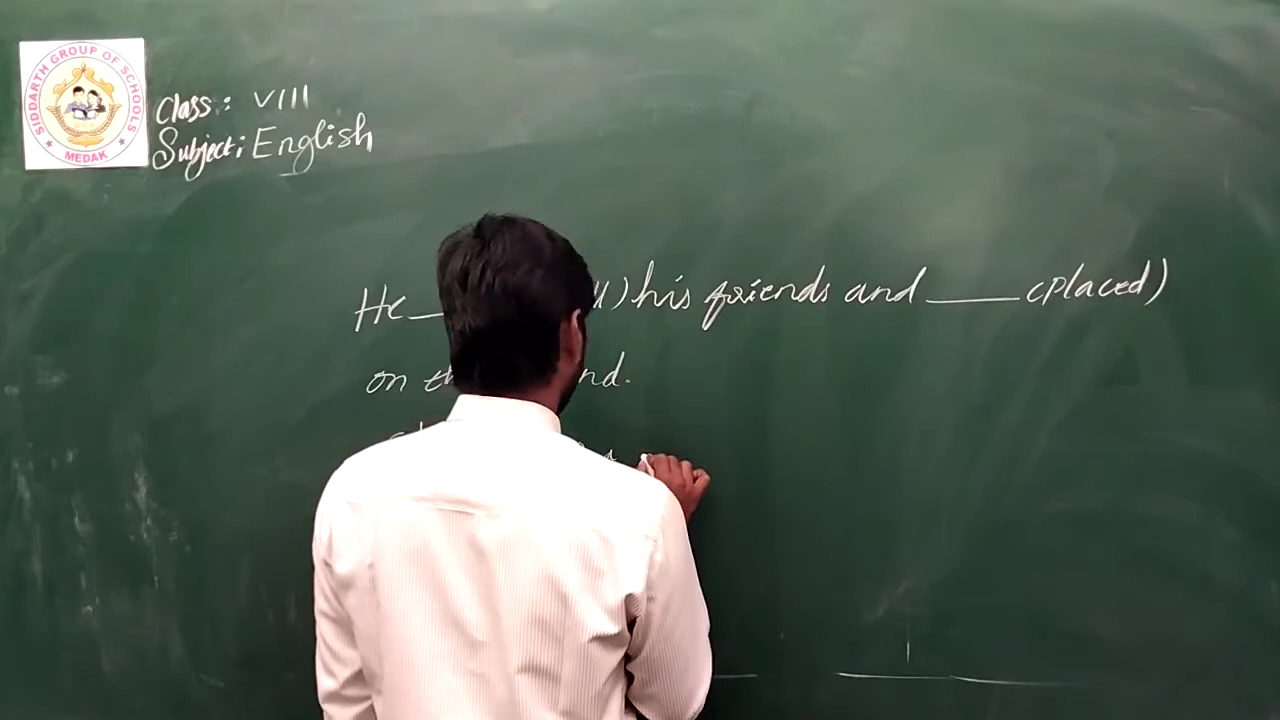 SIDDARTH GROUP OF SCHOOLS
MEDAK
Class: VIII
Subject: English
He ____ his friends and ____ (placed)
on